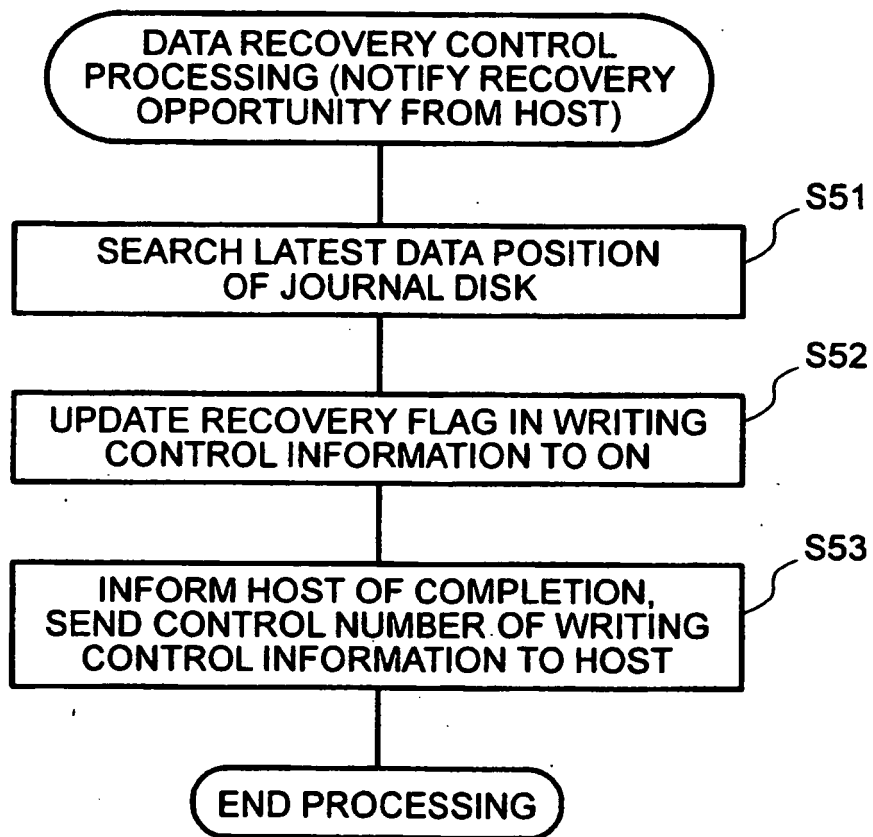 DATA RECOVERY CONTROL
PROCESSING (NOTIFY RECOVERY
OPPORTUNITY FROM HOST)
S51
SEARCH LATEST DATA POSITION
OF JOURNAL DISK
S52
UPDATE RECOVERY FLAG IN WRITING
CONTROL INFORMATION TO ON
S53
INFORM HOST OF COMPLETION,
SEND CONTROL NUMBER OF WRITING
CONTROL INFORMATION TO HOST
END PROCESSING